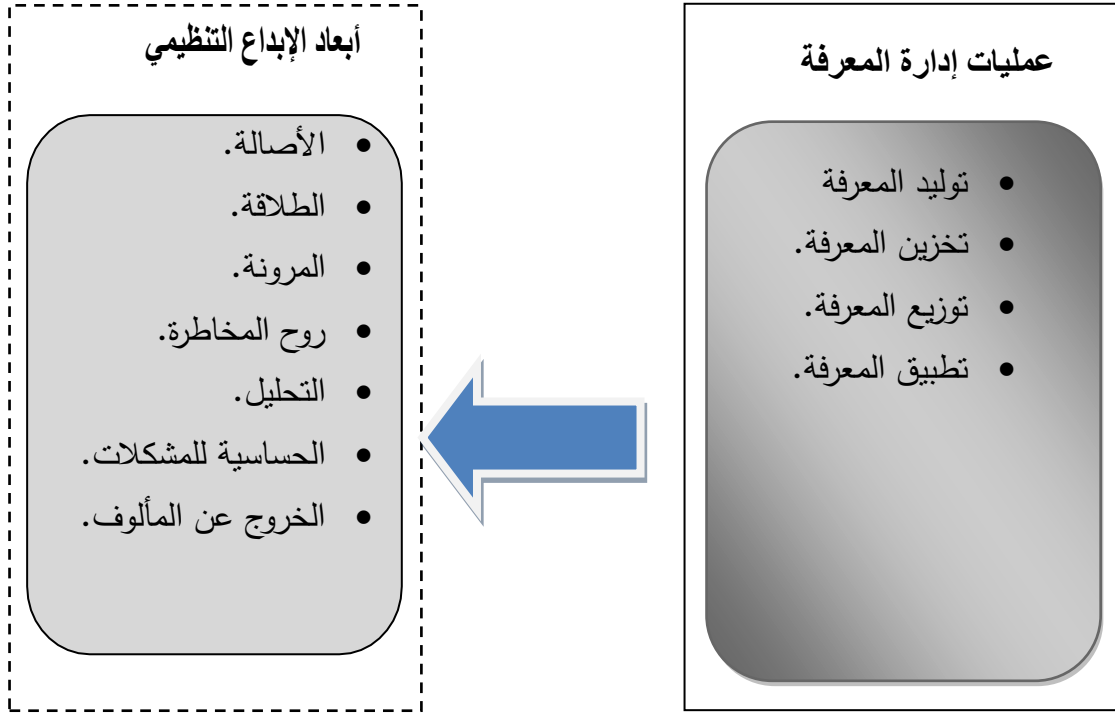 عمليات إدارة المعرفة
• توليد المعرفة
• تخزين المعرفة.
• توزيع المعرفة.
• تطبيق المعرفة.
أبعاد الإبداع التنظيمي
• الأصالة.
• الطلاقة.
• المرونة.
• روح المخاطرة.
• التحليل.
• الحساسية للمشكلات.
• الخروج عن المألوف.